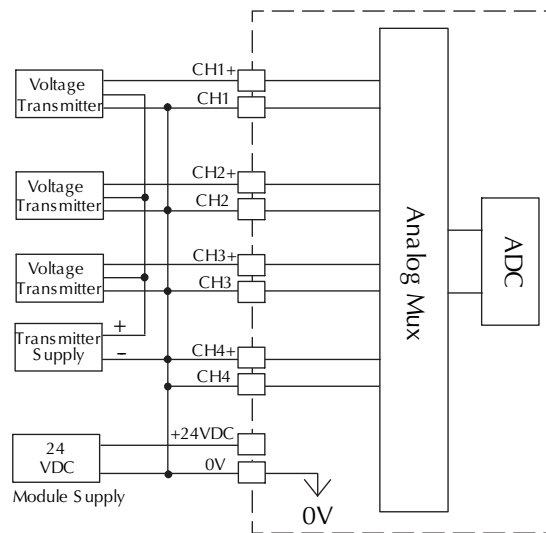 Voltage
Transmitter
CH1+
CH1
Voltage
Transmitter
CH2+
CH2
Voltage
Transmitter
CH3+
CH3
Transmitter
Supply
+
–
CH4+
CH4
24
VDC
+24VDC
0V
Module Supply
0V
Analog Mux
ADC